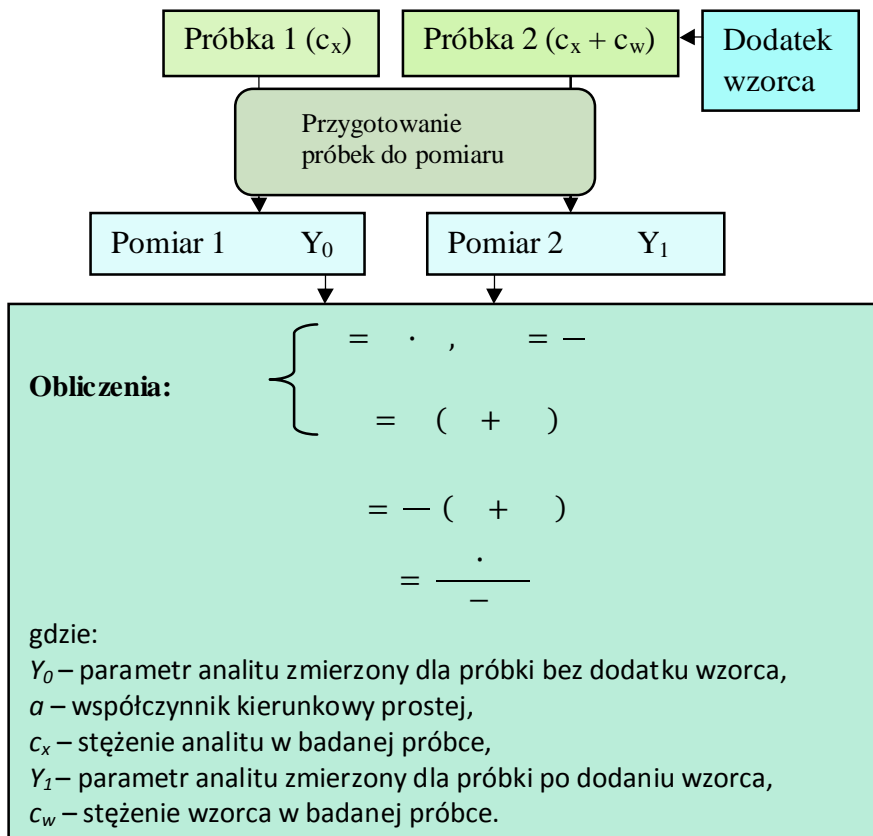 Próbka 1 (cₓ)
Próbka 2 (cₓ + c_w)
Dodatek
wzorca
Przygotowanie
próbek do pomiaru
Pomiar 1 Y₀
Pomiar 2 Y₁
= · , = —
Obliczenia:
= ( + )
= — ( + )
·
= ———
−
gdzie:
Y₀ – parametr analitu zmierzony dla próbki bez dodatku wzorca,
a – współczynnik kierunkowy prostej,
cₓ – stężenie analitu w badanej próbce,
Y₁ – parametr analitu zmierzony dla próbki po dodaniu wzorca,
c_w – stężenie wzorca w badanej próbce.